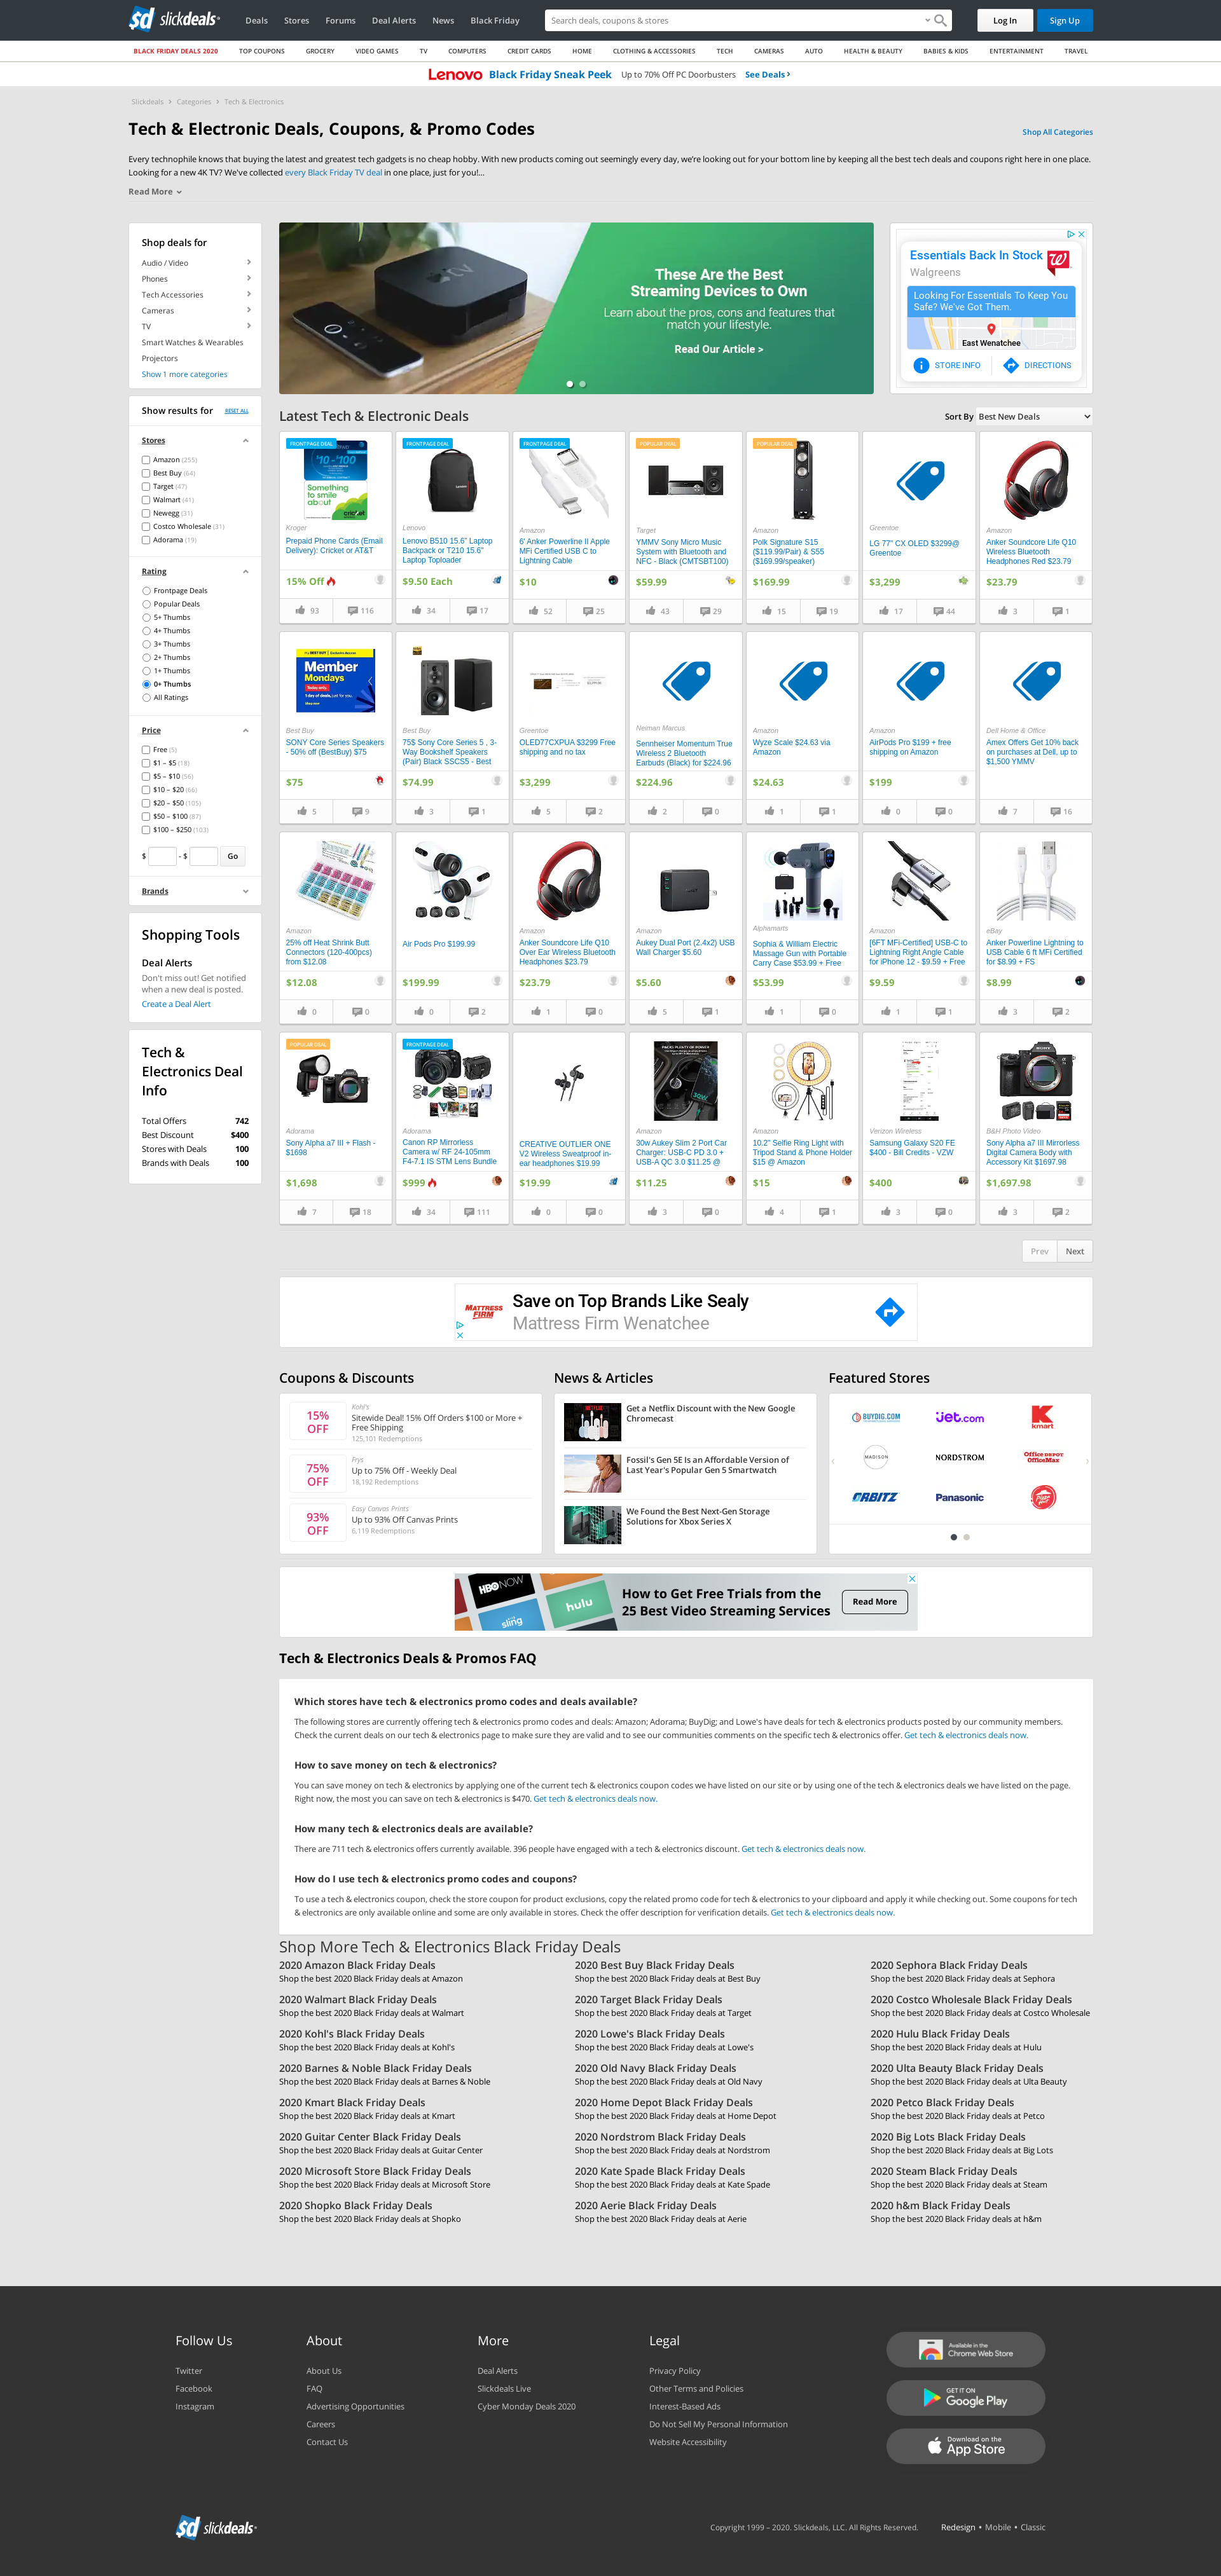 slickdeals
Deals
Stores
Forums
Deal Alerts
News
Black Friday
Search deals, coupons & stores
Log In
Sign Up
BLACK FRIDAY DEALS 2020
TOP COUPONS
GROCERY
VIDEO GAMES
TV
COMPUTERS
CREDIT CARDS
HOME
CLOTHING & ACCESSORIES
TECH
CAMERAS
AUTO
HEALTH & BEAUTY
BABIES & KIDS
ENTERTAINMENT
TRAVEL
Lenovo Black Friday Sneak Peek Up to 70% Off PC Doorbusters See Deals
Slickdeals > Categories > Tech & Electronics
Tech & Electronic Deals, Coupons, & Promo Codes
Shop All Categories
Every technophile knows that buying the latest and greatest tech gadgets is no cheap hobby. With new products coming out seemingly every day, we're looking out for your bottom line by keeping all the best tech deals and coupons right here in one place.
Looking for a new 4K TV? We've collected every Black Friday TV deal in one place, just for you!...
Read More
Shop deals for
Audio / Video
Phones
Tech Accessories
Cameras
TV
Smart Watches & Wearables
Projectors
Show 1 more categories
Show results for
RESET ALL
Stores
Amazon (255)
Best Buy (64)
Target (47)
Walmart (41)
Newegg (31)
Costco Wholesale (31)
Adorama (19)
Rating
Frontpage Deals
Popular Deals
5+ Thumbs
4+ Thumbs
3+ Thumbs
2+ Thumbs
1+ Thumbs
0+ Thumbs
All Ratings
Price
Free (5)
$1 – $5 (18)
$5 – $10 (56)
$10 – $20 (66)
$20 – $50 (105)
$50 – $100 (87)
$100 – $250 (103)
$ - $ Go
Brands
Shopping Tools
Deal Alerts
Don't miss out! Get notified
when a new deal is posted.
Create a Deal Alert
Tech &
Electronics Deal
Info
Total Offers 742
Best Discount $400
Stores with Deals 100
Brands with Deals 100
These Are the Best
Streaming Devices to Own
Learn about the pros, cons and features that
match your lifestyle.
Read Our Article >
Essentials Back In Stock
Walgreens
Looking For Essentials To Keep You
Safe? We've Got Them.
East Wenatchee
STORE INFO
DIRECTIONS
Latest Tech & Electronic Deals
Sort By Best New Deals
FRONTPAGE DEAL
$10-$100
Something
to smile
about
cricket
Kroger
Prepaid Phone Cards (Email
Delivery): Cricket or AT&T
15% Off
93
116
FRONTPAGE DEAL
Lenovo
Lenovo B510 15.6" Laptop
Backpack or T210 15.6"
Laptop Toploader
$9.50 Each
34
17
FRONTPAGE DEAL
Amazon
6' Anker Powerline II Apple
MFi Certified USB C to
Lightning Cable
$10
52
25
POPULAR DEAL
Target
YMMV Sony Micro Music
System with Bluetooth and
NFC - Black (CMTSBT100)
$59.99
43
29
POPULAR DEAL
Amazon
Polk Signature S15
($119.99/Pair) & S55
($169.99/speaker)
$169.99
15
19
Greentoe
LG 77" CX OLED $3299@
Greentoe
$3,299
17
44
Amazon
Anker Soundcore Life Q10
Wireless Bluetooth
Headphones Red $23.79
$23.79
3
1
Member
Mondays
Best Buy
SONY Core Series Speakers
- 50% off (BestBuy) $75
$75
5
9
Best Buy
75$ Sony Core Series 5 , 3-
Way Bookshelf Speakers
(Pair) Black SSCS5 - Best
$74.99
3
1
Greentoe
OLED77CXPUA $3299 Free
shipping and no tax
$3,299
5
2
Neiman Marcus
Sennheiser Momentum True
Wireless 2 Bluetooth
Earbuds (Black) for $224.96
$224.96
2
0
Amazon
Wyze Scale $24.63 via
Amazon
$24.63
1
1
Amazon
AirPods Pro $199 + free
shipping on Amazon
$199
0
0
Dell Home & Office
Amex Offers Get 10% back
on purchases at Dell, up to
$1,500 YMMV
7
16
Amazon
25% off Heat Shrink Butt
Connectors (120-400pcs)
from $12.08
$12.08
0
0
Air Pods Pro $199.99
$199.99
0
2
Amazon
Anker Soundcore Life Q10
Over Ear Wireless Bluetooth
Headphones $23.79
$23.79
1
0
Amazon
Aukey Dual Port (2.4x2) USB
Wall Charger $5.60
$5.60
5
1
Alphamarts
Sophia & William Electric
Massage Gun with Portable
Carry Case $53.99 + Free
$53.99
1
0
Amazon
[6FT MFi-Certified] USB-C to
Lightning Right Angle Cable
for iPhone 12 - $9.59 + Free
$9.59
1
1
eBay
Anker Powerline Lightning to
USB Cable 6 ft MFi Certified
for $8.99 + FS
$8.99
3
2
POPULAR DEAL
Adorama
Sony Alpha a7 III + Flash -
$1698
$1,698
7
18
FRONTPAGE DEAL
Adorama
Canon RP Mirrorless
Camera w/ RF 24-105mm
F4-7.1 IS STM Lens Bundle
$999
34
111
CREATIVE OUTLIER ONE
V2 Wireless Sweatproof in-
ear headphones $19.99
$19.99
0
0
30W
Amazon
30w Aukey Slim 2 Port Car
Charger: USB-C PD 3.0 +
USB-A QC 3.0 $11.25 @
$11.25
3
0
Amazon
10.2" Selfie Ring Light with
Tripod Stand & Phone Holder
$15 @ Amazon
$15
4
1
Verizon Wireless
Samsung Galaxy S20 FE
$400 - Bill Credits - VZW
$400
3
0
B&H Photo Video
Sony Alpha a7 III Mirrorless
Digital Camera Body with
Accessory Kit $1697.98
$1,697.98
3
2
Prev
Next
MATTRESS FIRM
Save on Top Brands Like Sealy
Mattress Firm Wenatchee
Coupons & Discounts
15% OFF
Kohl's
Sitewide Deal! 15% Off Orders $100 or More +
Free Shipping
125,101 Redemptions
75% OFF
Frys
Up to 75% Off - Weekly Deal
18,192 Redemptions
93% OFF
Easy Canvas Prints
Up to 93% Off Canvas Prints
6,119 Redemptions
News & Articles
NETFLIX
Get a Netflix Discount with the New Google
Chromecast
Fossil's Gen 5E Is an Affordable Version of
Last Year's Popular Gen 5 Smartwatch
We Found the Best Next-Gen Storage
Solutions for Xbox Series X
Featured Stores
BUYDIG.COM
jet.com
kmart
MADISON
NORDSTROM
Office DEPOT
OfficeMax
ORBITZ
Panasonic
Pizza Hut
HBO NOW
hulu
sling
How to Get Free Trials from the
25 Best Video Streaming Services
Read More
Tech & Electronics Deals & Promos FAQ
Which stores have tech & electronics promo codes and deals available?
The following stores are currently offering tech & electronics promo codes and deals: Amazon; Adorama; BuyDig; and Lowe's have deals for tech & electronics products posted by our community members.
Check the current deals on our tech & electronics page to make sure they are valid and to see our communities comments on the specific tech & electronics offer. Get tech & electronics deals now.
How to save money on tech & electronics?
You can save money on tech & electronics by applying one of the current tech & electronics coupon codes we have listed on our site or by using one of the tech & electronics deals we have listed on the page.
Right now, the most you can save on tech & electronics is $470. Get tech & electronics deals now.
How many tech & electronics deals are available?
There are 711 tech & electronics offers currently available. 396 people have engaged with a tech & electronics discount. Get tech & electronics deals now.
How do I use tech & electronics promo codes and coupons?
To use a tech & electronics coupon, check the store coupon for product exclusions, copy the related promo code for tech & electronics to your clipboard and apply it while checking out. Some coupons for tech
& electronics are only available online and some are only available in stores. Check the offer description for verification details. Get tech & electronics deals now.
Shop More Tech & Electronics Black Friday Deals
2020 Amazon Black Friday Deals
Shop the best 2020 Black Friday deals at Amazon
2020 Best Buy Black Friday Deals
Shop the best 2020 Black Friday deals at Best Buy
2020 Sephora Black Friday Deals
Shop the best 2020 Black Friday deals at Sephora
2020 Walmart Black Friday Deals
Shop the best 2020 Black Friday deals at Walmart
2020 Target Black Friday Deals
Shop the best 2020 Black Friday deals at Target
2020 Costco Wholesale Black Friday Deals
Shop the best 2020 Black Friday deals at Costco Wholesale
2020 Kohl's Black Friday Deals
Shop the best 2020 Black Friday deals at Kohl's
2020 Lowe's Black Friday Deals
Shop the best 2020 Black Friday deals at Lowe's
2020 Hulu Black Friday Deals
Shop the best 2020 Black Friday deals at Hulu
2020 Barnes & Noble Black Friday Deals
Shop the best 2020 Black Friday deals at Barnes & Noble
2020 Old Navy Black Friday Deals
Shop the best 2020 Black Friday deals at Old Navy
2020 Ulta Beauty Black Friday Deals
Shop the best 2020 Black Friday deals at Ulta Beauty
2020 Kmart Black Friday Deals
Shop the best 2020 Black Friday deals at Kmart
2020 Home Depot Black Friday Deals
Shop the best 2020 Black Friday deals at Home Depot
2020 Petco Black Friday Deals
Shop the best 2020 Black Friday deals at Petco
2020 Guitar Center Black Friday Deals
Shop the best 2020 Black Friday deals at Guitar Center
2020 Nordstrom Black Friday Deals
Shop the best 2020 Black Friday deals at Nordstrom
2020 Big Lots Black Friday Deals
Shop the best 2020 Black Friday deals at Big Lots
2020 Microsoft Store Black Friday Deals
Shop the best 2020 Black Friday deals at Microsoft Store
2020 Kate Spade Black Friday Deals
Shop the best 2020 Black Friday deals at Kate Spade
2020 Steam Black Friday Deals
Shop the best 2020 Black Friday deals at Steam
2020 Shopko Black Friday Deals
Shop the best 2020 Black Friday deals at Shopko
2020 Aerie Black Friday Deals
Shop the best 2020 Black Friday deals at Aerie
2020 h&m Black Friday Deals
Shop the best 2020 Black Friday deals at h&m
Follow Us
Twitter
Facebook
Instagram
About
About Us
FAQ
Advertising Opportunities
Careers
Contact Us
More
Deal Alerts
Slickdeals Live
Cyber Monday Deals 2020
Legal
Privacy Policy
Other Terms and Policies
Interest-Based Ads
Do Not Sell My Personal Information
Website Accessibility
Available in the
Chrome Web Store
GET IT ON
Google Play
Download on the
App Store
slickdeals
Copyright 1999 – 2020. Slickdeals, LLC. All Rights Reserved.
Redesign • Mobile • Classic